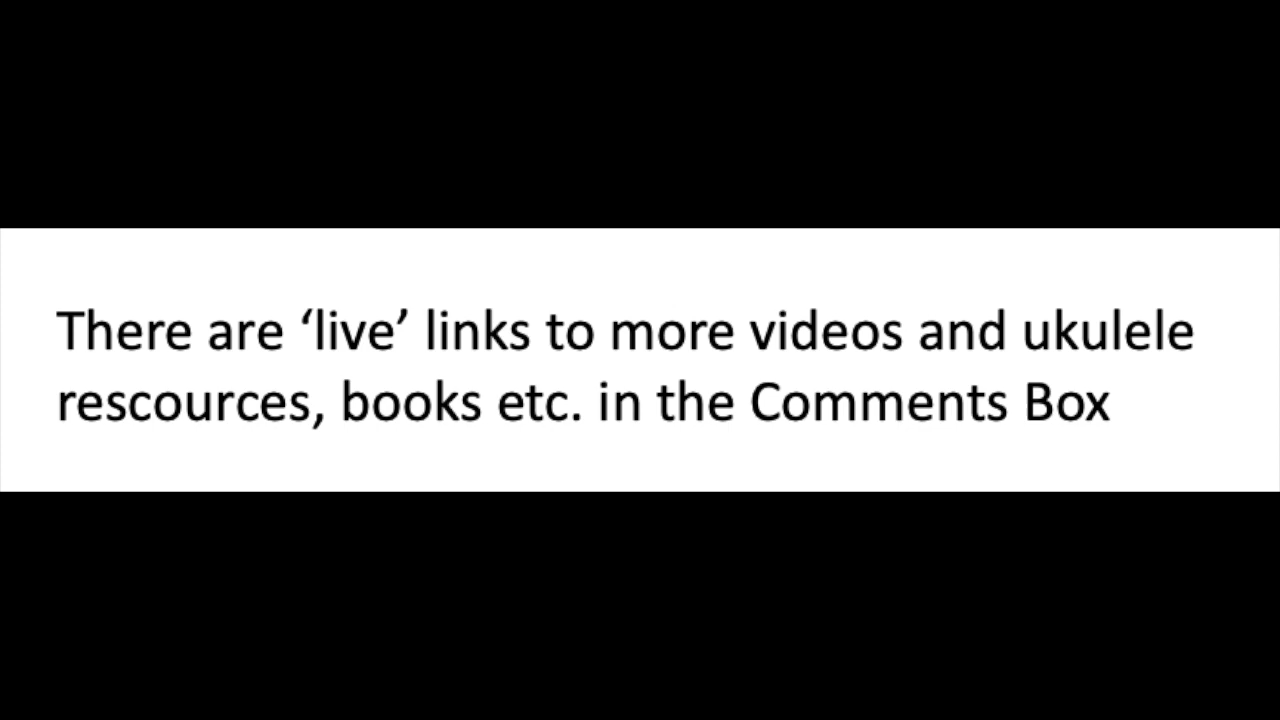 There are ‘live’ links to more videos and ukulele
rescources, books etc. in the Comments Box